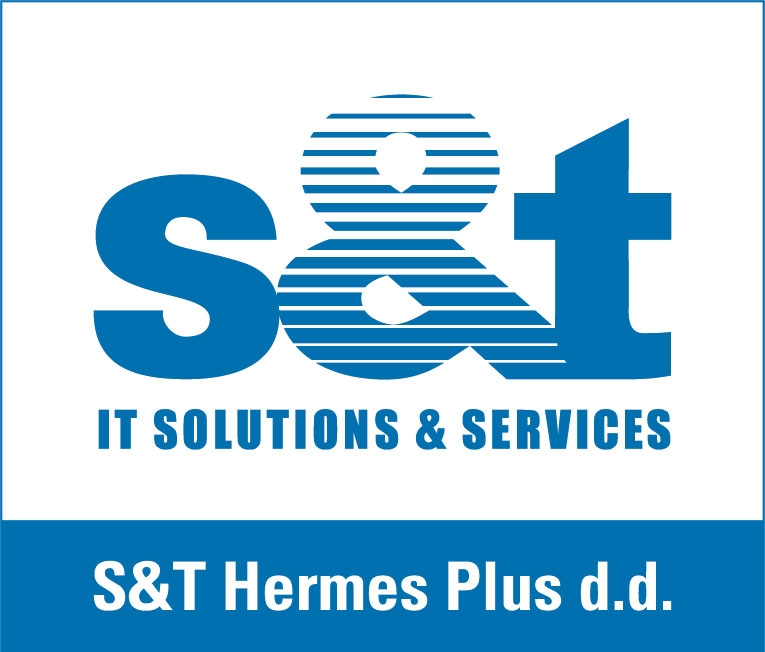 s&t
IT SOLUTIONS & SERVICES
S&T Hermes Plus d.d.